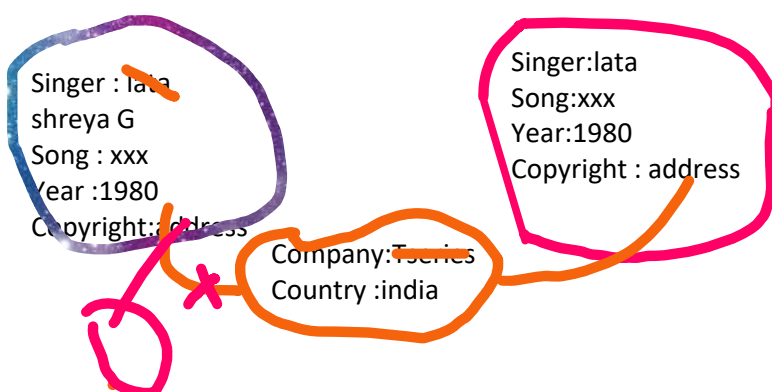 Singer : lata
shreya G
Song : xxx
Year :1980
Copyright:address
Singer:lata
Song:xxx
Year:1980
Copyright : address
Company:Tseries
Country :india